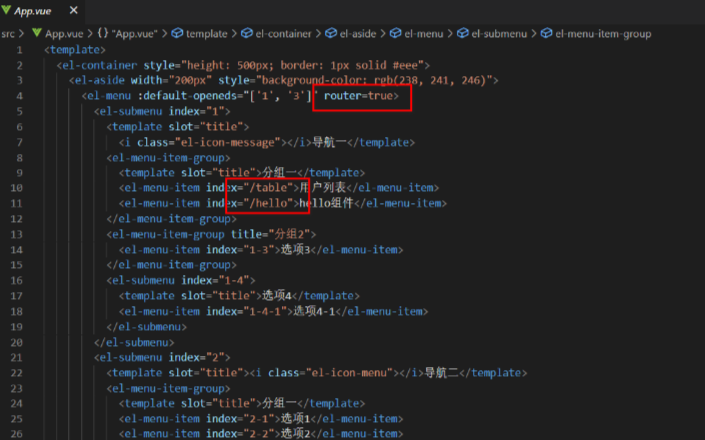 App.vue ×
src > App.vue > {} "App.vue" > template > el-container > el-aside > el-menu > el-submenu > el-menu-item-group
1 <template>
2 <el-container style="height: 500px; border: 1px solid #eee">
3 <el-aside width="200px" style="background-color: rgb(238, 241, 246)">
4 <el-menu :default-openeds="['1', '3']" router=true>
5 <el-submenu index="1">
6 <template slot="title">
7 <i class="el-icon-message"></i>导航一</template>
8 <el-menu-item-group>
9 <template slot="title">分组一</template>
10 <el-menu-item index="/table">用户列表</el-menu-item>
11 <el-menu-item index="/hello">hello组件</el-menu-item>
12 </el-menu-item-group>
13 <el-menu-item-group title="分组2">
14 <el-menu-item index="1-3">选项3</el-menu-item>
15 </el-menu-item-group>
16 <el-submenu index="1-4">
17 <template slot="title">选项4</template>
18 <el-menu-item index="1-4-1">选项4-1</el-menu-item>
19 </el-submenu>
20 </el-submenu>
21 <el-submenu index="2">
22 <template slot="title"><i class="el-icon-menu"></i>导航二</template>
23 <el-menu-item-group>
24 <template slot="title">分组一</template>
25 <el-menu-item index="2-1">选项1</el-menu-item>
26 <el-menu-item index="2-2">选项2</el-menu-item>